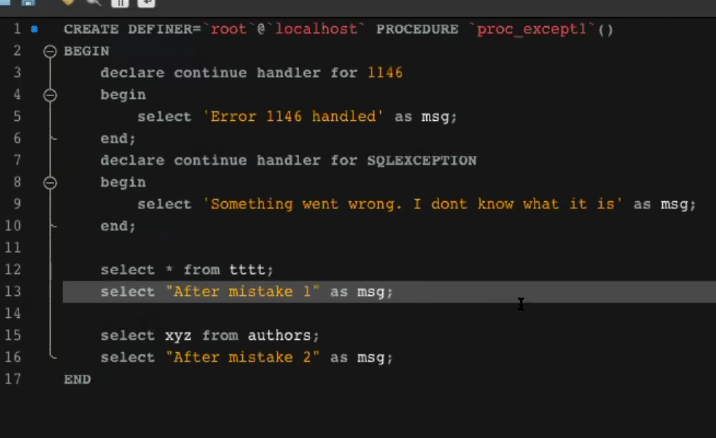 1 CREATE DEFINER=`root`@`localhost` PROCEDURE `proc_except1`()
2 BEGIN
3 declare continue handler for 1146
4 begin
5 select 'Error 1146 handled' as msg;
6 end;
7 declare continue handler for SQLEXCEPTION
8 begin
9 select 'Something went wrong. I dont know what it is' as msg;
10 end;
11
12 select * from tttt;
13 select "After mistake 1" as msg;
14
15 select xyz from authors;
16 select "After mistake 2" as msg;
17 END